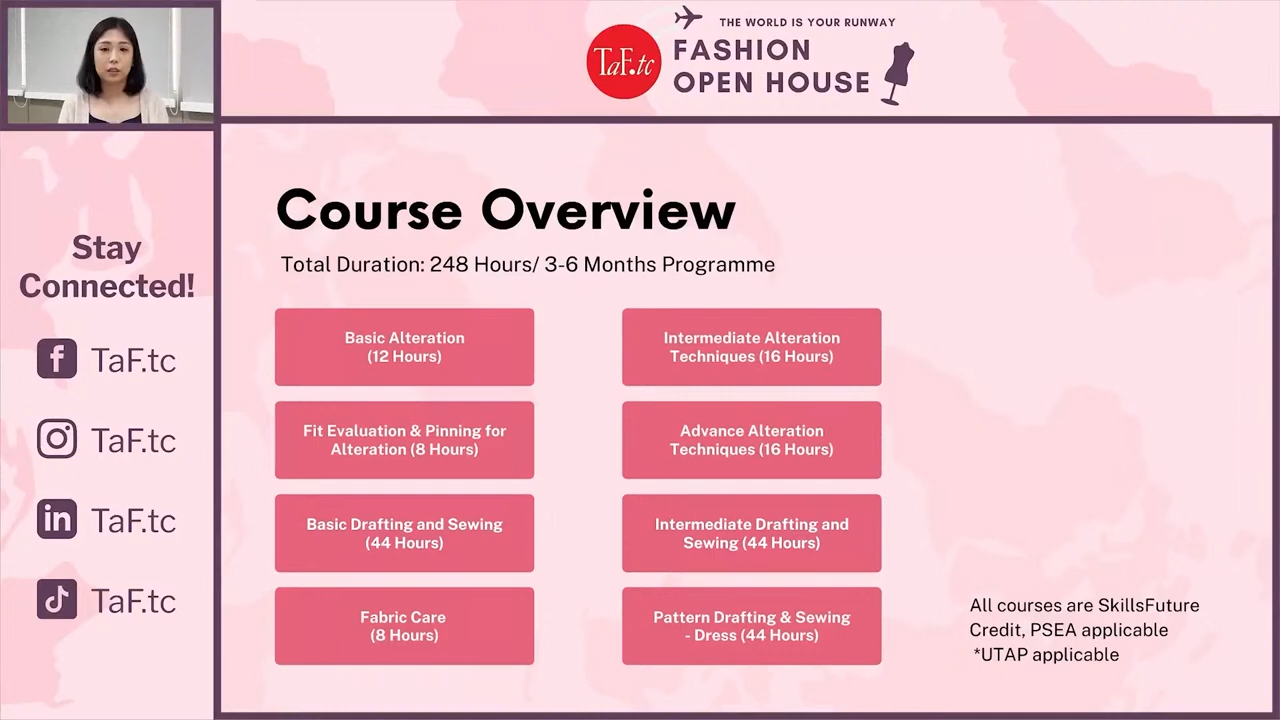 THE WORLD IS YOUR RUNWAY
TaF.tc
FASHION
OPEN HOUSE
Stay
Connected!
TaF.tc
TaF.tc
TaF.tc
TaF.tc
Course Overview
Total Duration: 248 Hours/ 3-6 Months Programme
Basic Alteration
(12 Hours)
Intermediate Alteration
Techniques (16 Hours)
Fit Evaluation & Pinning for
Alteration (8 Hours)
Advance Alteration
Techniques (16 Hours)
Basic Drafting and Sewing
(44 Hours)
Intermediate Drafting and
Sewing (44 Hours)
Fabric Care
(8 Hours)
Pattern Drafting & Sewing
- Dress (44 Hours)
All courses are SkillsFuture
Credit, PSEA applicable
*UTAP applicable